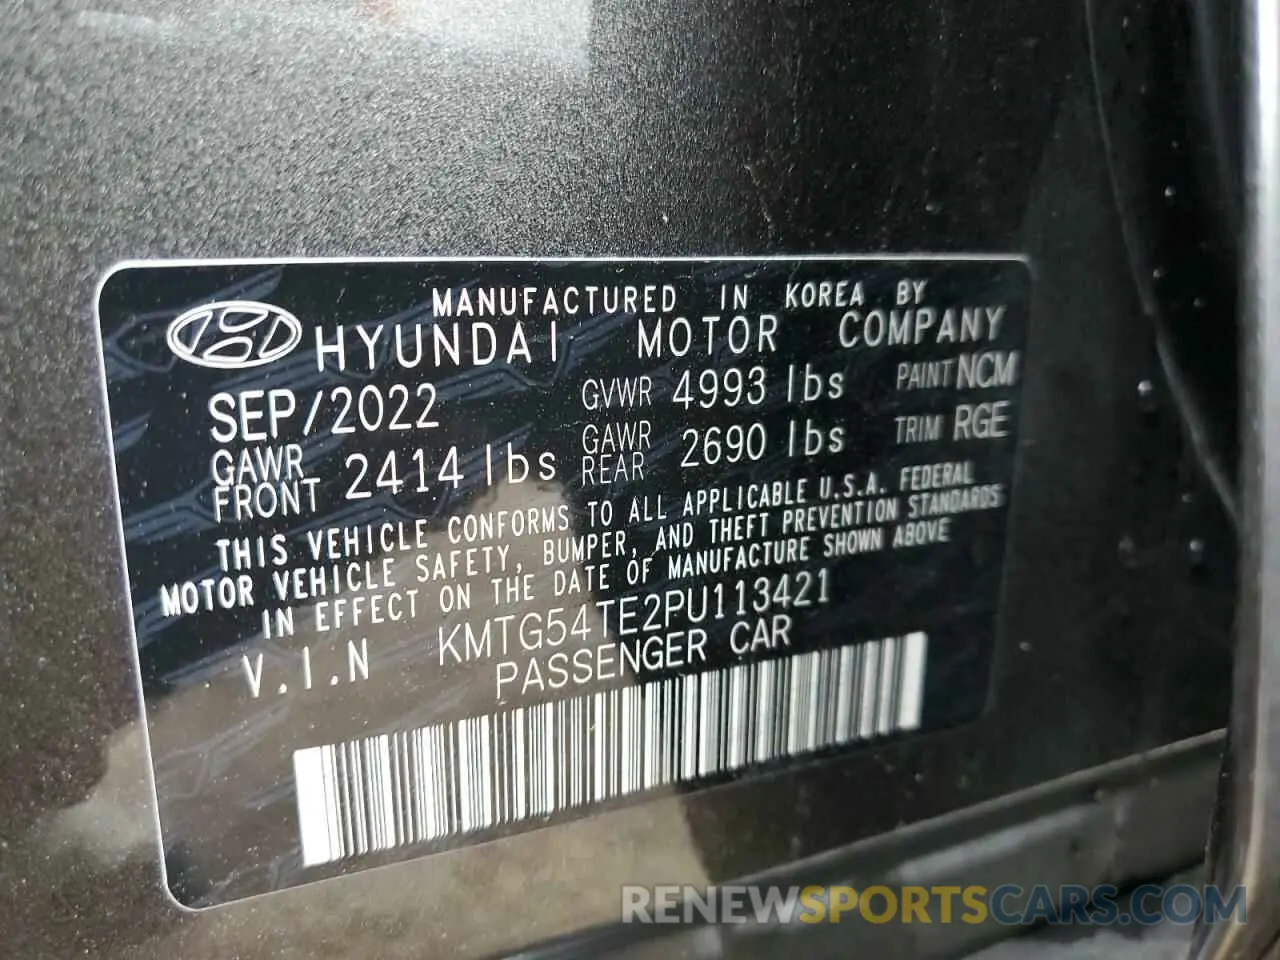 MANUFACTURED IN KOREA BY
HYUNDAI MOTOR COMPANY
SEP/2022 GVWR 4993 lbs PAINT NCM
GAWR FRONT 2414 lbs GAWR REAR 2690 lbs TRIM RGE
THIS VEHICLE CONFORMS TO ALL APPLICABLE U.S.A. FEDERAL
MOTOR VEHICLE SAFETY, BUMPER, AND THEFT PREVENTION STANDARDS
IN EFFECT ON THE DATE OF MANUFACTURE SHOWN ABOVE
V.I.N KMTG54TE2PU113421
PASSENGER CAR
RENEWSPORTSCARS.COM